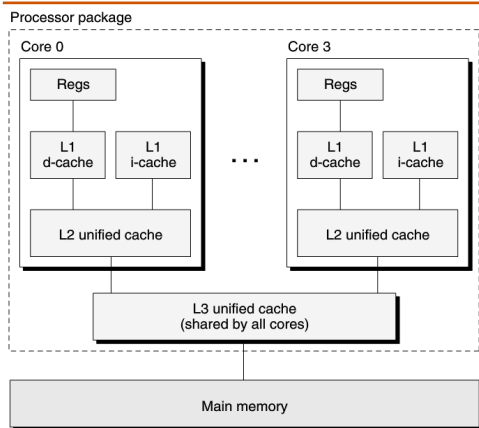 Processor package
Core 0
Core 3
Regs
Regs
L1
d-cache
L1
i-cache
...
L1
d-cache
L1
i-cache
L2 unified cache
L2 unified cache
L3 unified cache
(shared by all cores)
Main memory